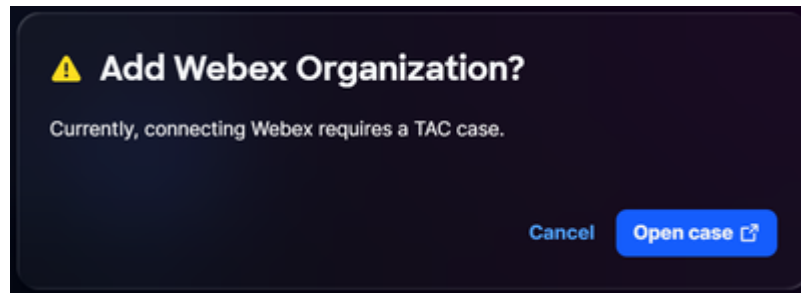 Add Webex Organization?
Currently, connecting Webex requires a TAC case.
Cancel
Open case